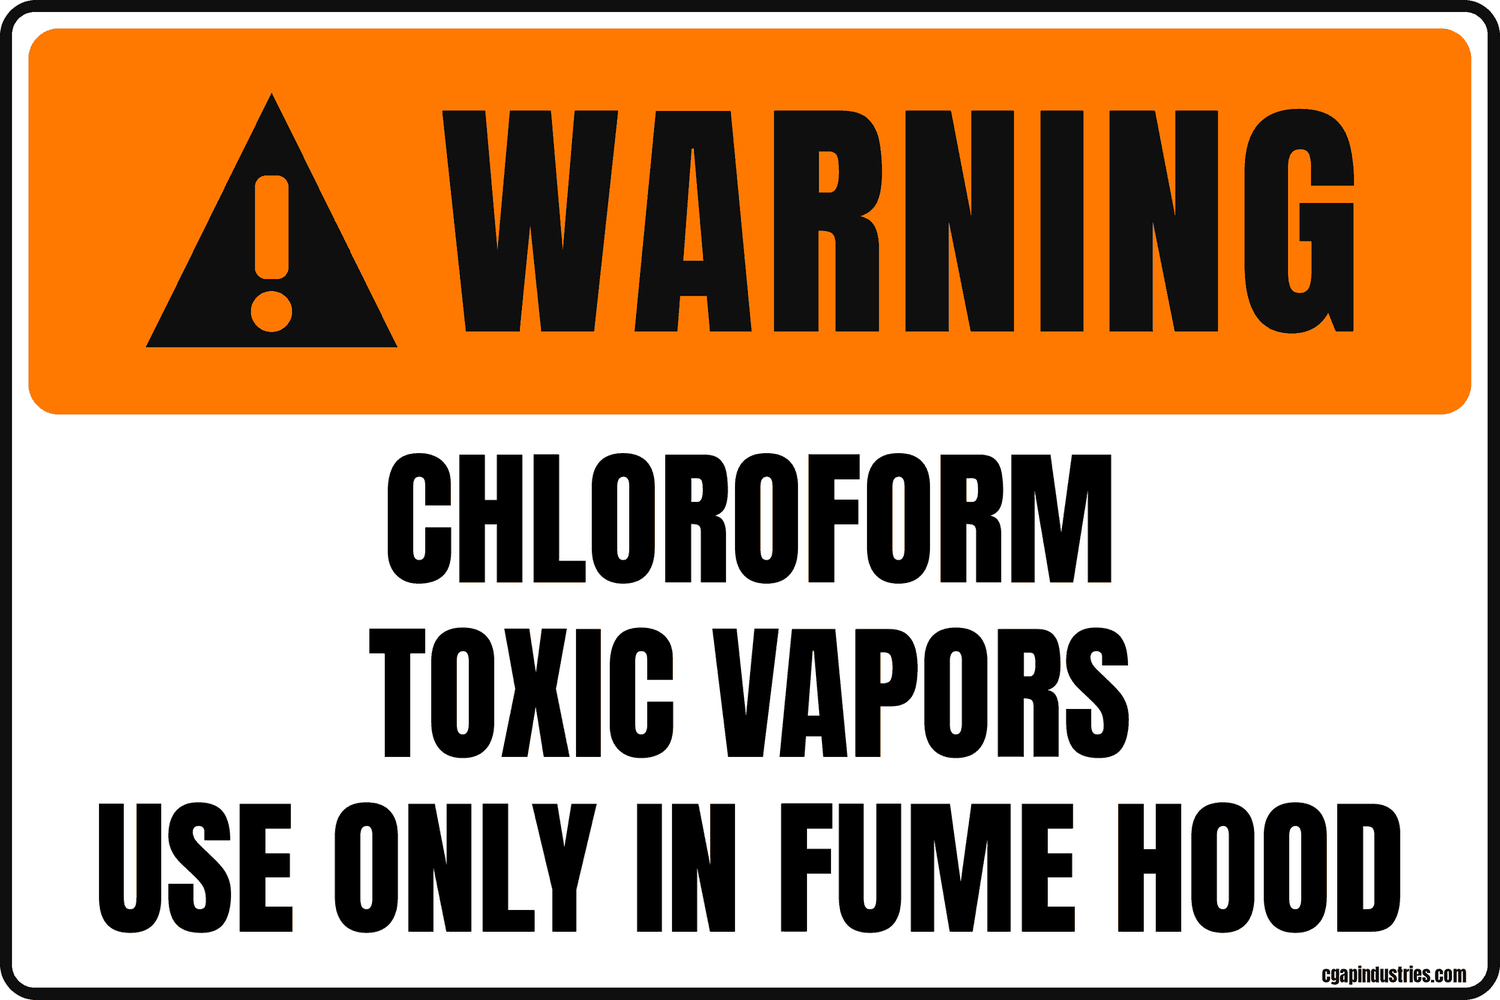 WARNING
CHLOROFORM
TOXIC VAPORS
USE ONLY IN FUME HOOD
cgapindustries.com